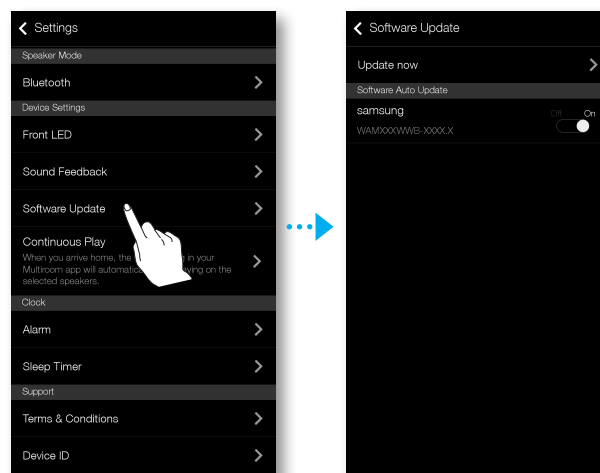 Settings
Speaker Mode
Bluetooth
Device Settings
Front LED
Sound Feedback
Software Update
Continuous Play
When you arrive home, the in your
Multiroom app will automatica ying on the
selected speakers.
Clock
Alarm
Sleep Timer
Support
Terms & Conditions
Device ID
Software Update
Update now
Software Auto Update
samsung
Off On
WAMXXXWWB-XXXX.X